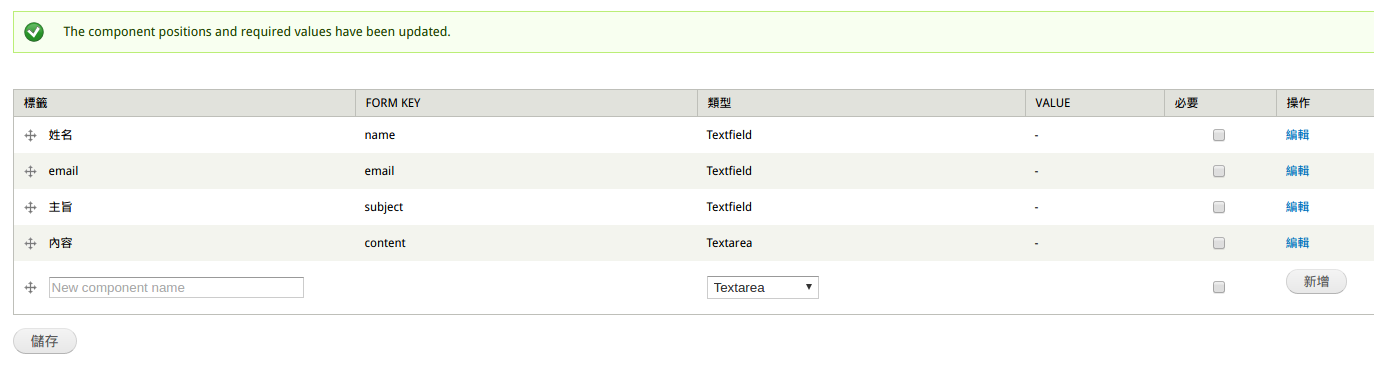 The component positions and required values have been updated.
標籤 FORM KEY 類型 VALUE 必要 操作
姓名 name Textfield - 編輯
email email Textfield - 編輯
主旨 subject Textfield - 編輯
內容 content Textarea - 編輯
New component name Textarea 新增
儲存